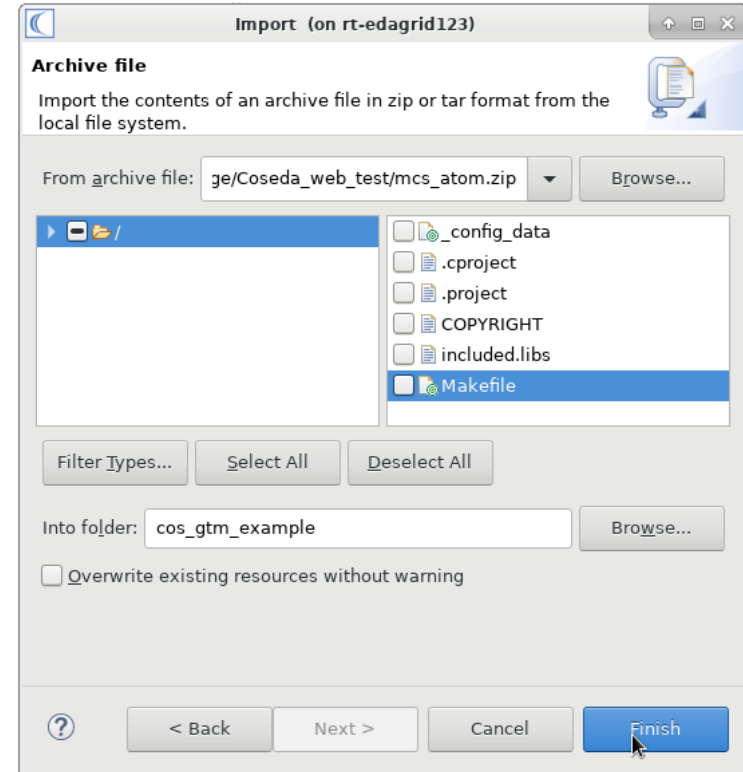 Import (on rt-edagrid123)
Archive file
Import the contents of an archive file in zip or tar format from the
local file system.
From archive file: ge/Coseda_web_test/mcs_atom.zip Browse...
/
_config_data
.cproject
.project
COPYRIGHT
included.libs
Makefile
Filter Types... Select All Deselect All
Into folder: cos_gtm_example Browse...
Overwrite existing resources without warning
? < Back Next > Cancel Finish